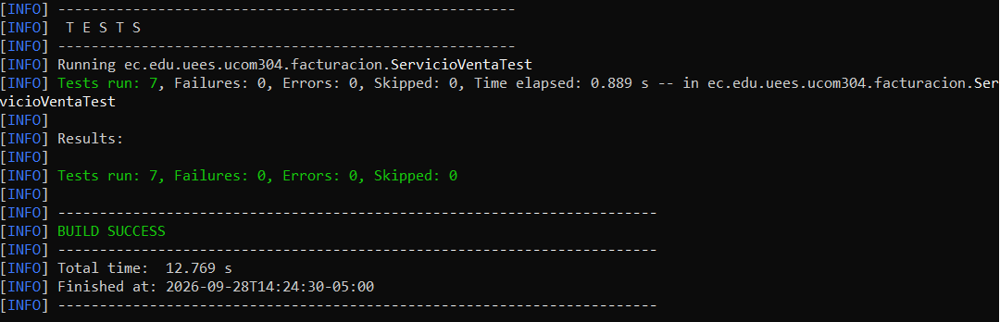 [INFO] -------------------------------------------------------
[INFO]  T E S T S
[INFO] -------------------------------------------------------
[INFO] Running ec.edu.uees.ucom304.facturacion.ServicioVentaTest
[INFO] Tests run: 7, Failures: 0, Errors: 0, Skipped: 0, Time elapsed: 0.889 s -- in ec.edu.uees.ucom304.facturacion.Ser
vicioVentaTest
[INFO]
[INFO] Results:
[INFO]
[INFO] Tests run: 7, Failures: 0, Errors: 0, Skipped: 0
[INFO]
[INFO] ------------------------------------------------------------------------
[INFO] BUILD SUCCESS
[INFO] ------------------------------------------------------------------------
[INFO] Total time:  12.769 s
[INFO] Finished at: 2026-09-28T14:24:30-05:00
[INFO] ------------------------------------------------------------------------